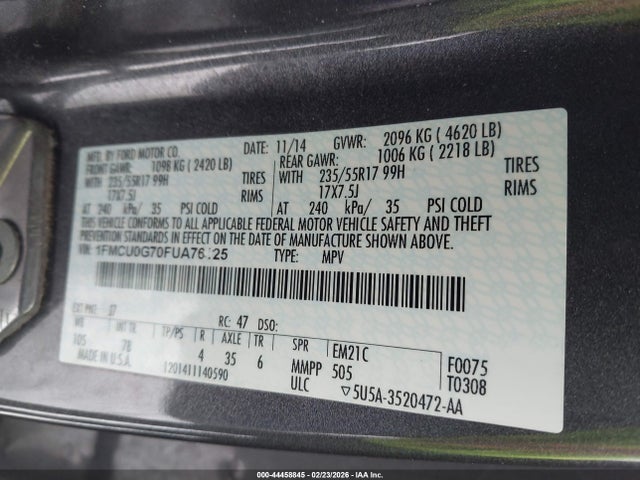 MFD. BY FORD MOTOR CO. DATE: 11/14 GVWR: 2096 KG ( 4620 LB)
FRONT GAWR: 1098 KG ( 2420 LB) REAR GAWR: 1006 KG ( 2218 LB)
WITH 235/55R17 99H TIRES WITH 235/55R17 99H TIRES
17X7.5J RIMS 17X7.5J RIMS
AT 240 kPa/ 35 PSI COLD AT 240 kPa/ 35 PSI COLD
THIS VEHICLE CONFORMS TO ALL APPLICABLE FEDERAL MOTOR VEHICLE SAFETY AND THEFT
PREVENTION STANDARDS IN EFFECT ON THE DATE OF MANUFACTURE SHOWN ABOVE.
VIN: TYPE: MPV
EXT PNT: RC: 47 DSO:
WB INT TR TP/PS R AXLE TR SPR EM21C F0075
105 78 4 35 6 MMPP 505 T0308
MADE IN U.S.A. 1201411140590 ULC ▽5U5A-3520472-AA
000-44458845 - 02/23/2026 - IAA Inc.